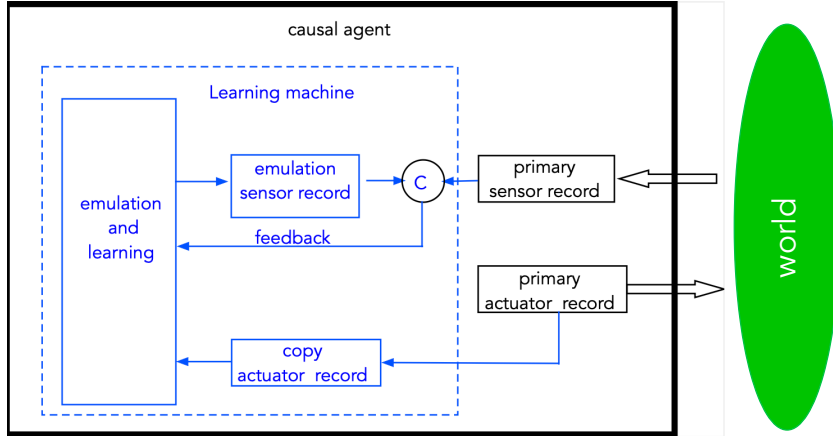 causal agent
Learning machine
emulation
and
learning
emulation
sensor record
C
primary
sensor record
feedback
primary
actuator record
copy
actuator record
world